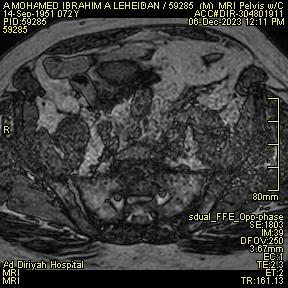 A MOHAMED IBRAHIM A LEHEIDAN / 59285 (M) MRI Pelvis w/C
14-Sep-1951 072Y ACC#DIR-304801911
PID:59285 06-Dec-2023 12:11 PM
59285
R
80mm
sdual_FFE_Opp-phase
SE:1803
IM:39
DFOV:250
3.67mm
EC:1
Ad Diriyah Hospital TE:2.3
MRI ET:2
MRI TR:161.13